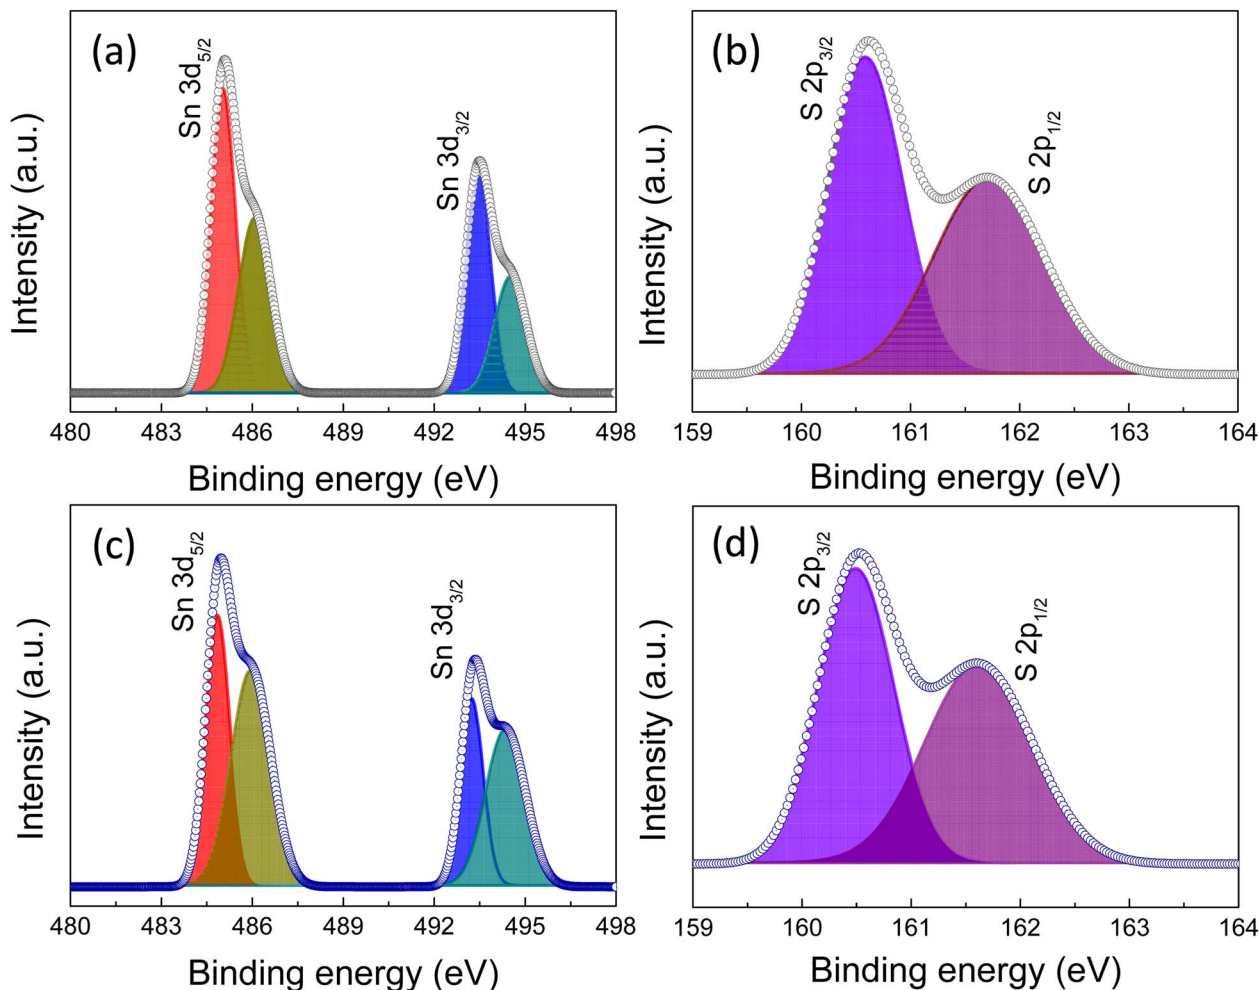 (a)
Sn 3d5/2
Sn 3d3/2
Intensity (a.u.)
480 483 486 489 492 495 498
Binding energy (eV)
(b)
S 2p3/2
S 2p1/2
Intensity (a.u.)
159 160 161 162 163 164
Binding energy (eV)
(c)
Sn 3d5/2
Sn 3d3/2
Intensity (a.u.)
480 483 486 489 492 495 498
Binding energy (eV)
(d)
S 2p3/2
S 2p1/2
Intensity (a.u.)
159 160 161 162 163 164
Binding energy (eV)